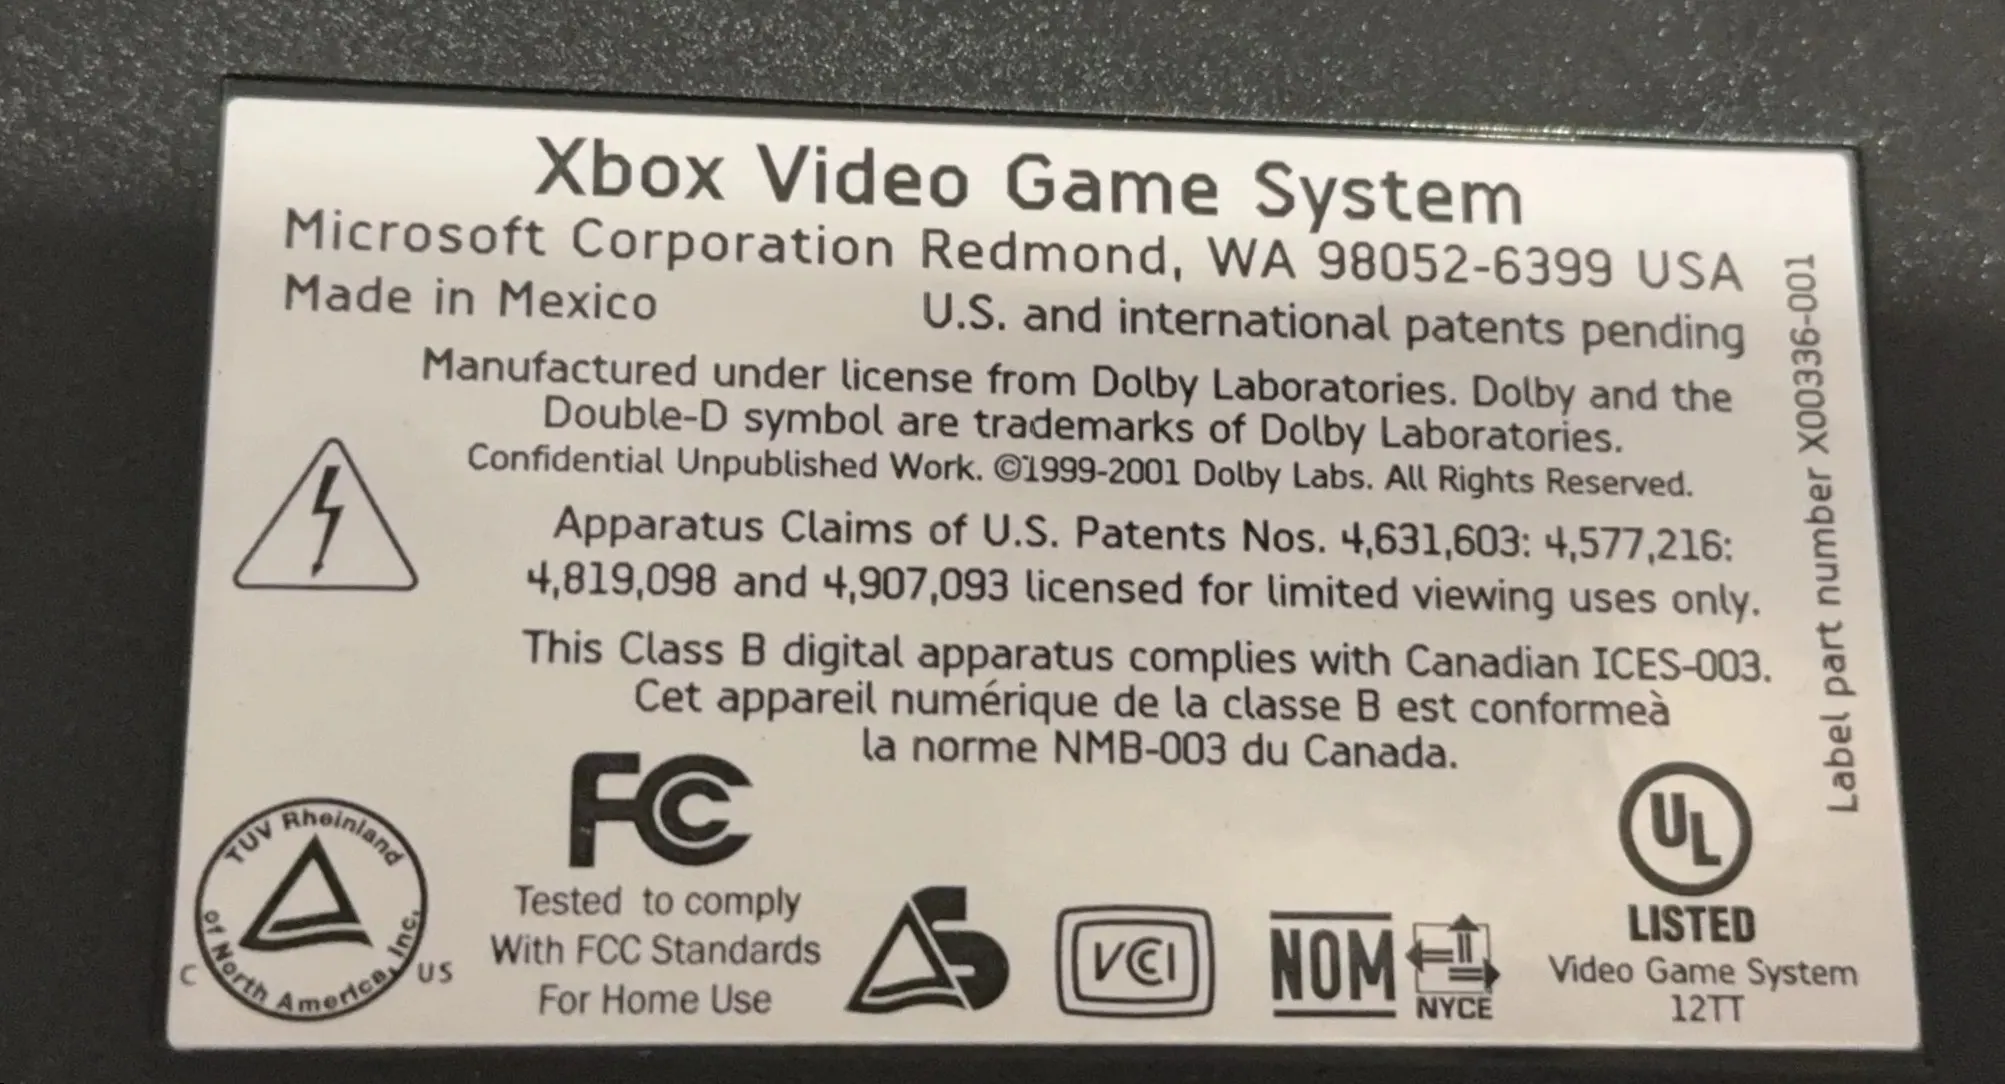 Xbox Video Game System
Microsoft Corporation Redmond, WA 98052-6399 USA
Made in Mexico
U.S. and international patents pending
Manufactured under license from Dolby Laboratories. Dolby and the
Double-D symbol are trademarks of Dolby Laboratories.
Confidential Unpublished Work. ©1999-2001 Dolby Labs. All Rights Reserved.
Apparatus Claims of U.S. Patents Nos. 4,631,603: 4,577,216:
4,819,098 and 4,907,093 licensed for limited viewing uses only.
This Class B digital apparatus complies with Canadian ICES-003.
Cet appareil numérique de la classe B est conformeà
la norme NMB-003 du Canada.
Label part number X00336-001
TUV Rheinland
of North America, Inc.
C US
FC
Tested to comply
With FCC Standards
For Home Use
S
VCCI
NOM
NYCE
UL
LISTED
Video Game System
12TT